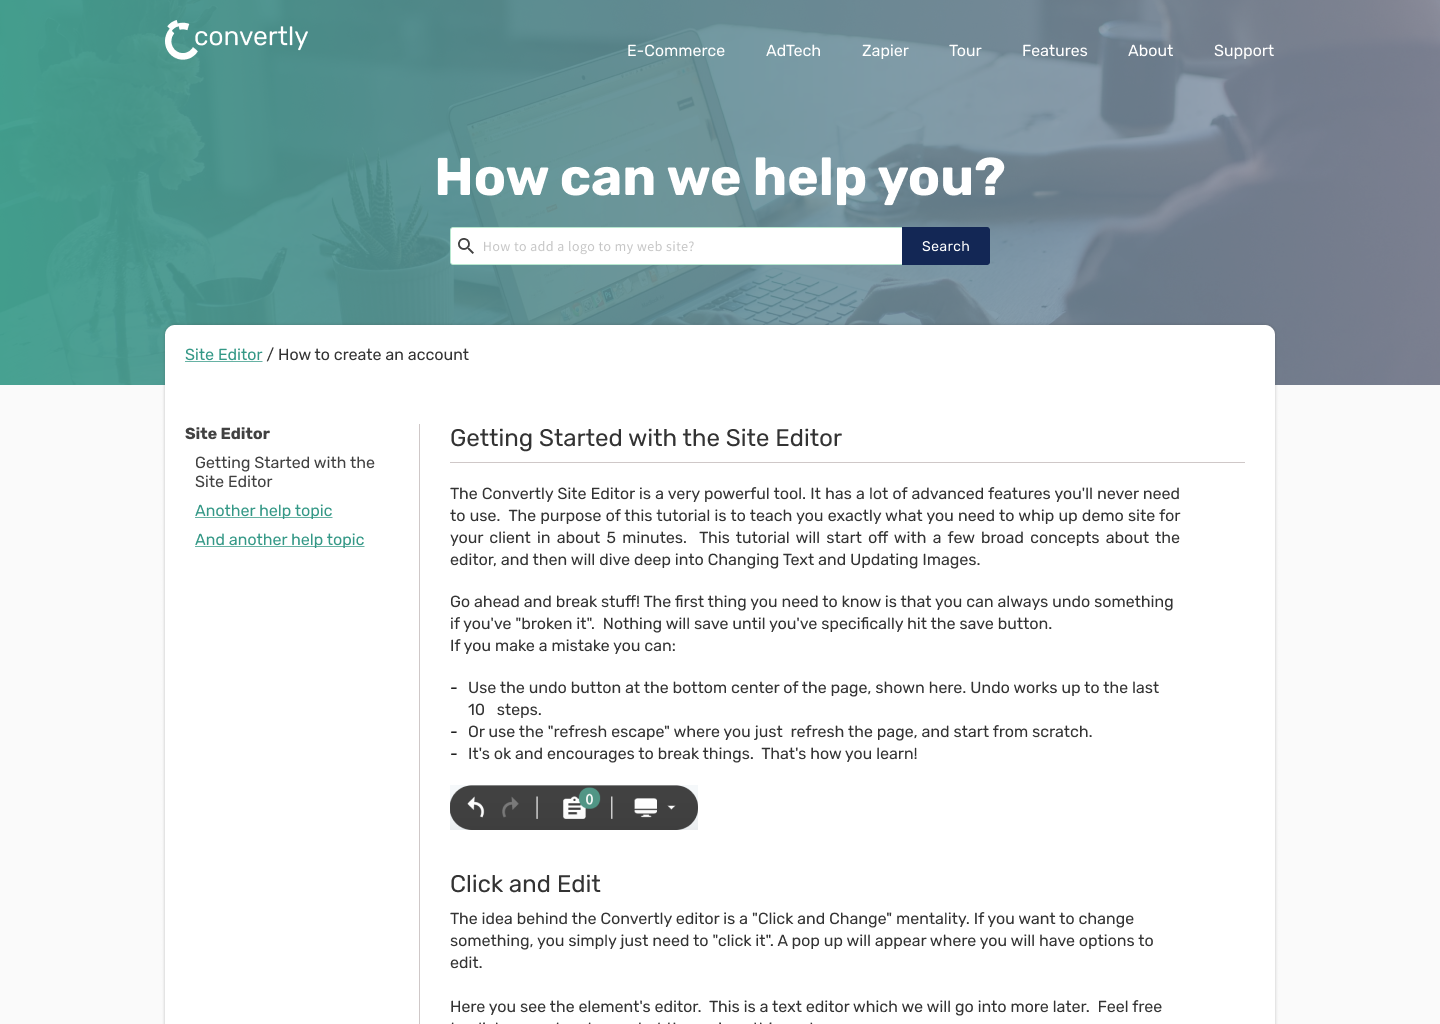 convertly
E-Commerce AdTech Zapier Tour Features About Support
How can we help you?
How to add a logo to my web site?
Search
Site Editor / How to create an account
Site Editor
Getting Started with the
Site Editor
Another help topic
And another help topic
Getting Started with the Site Editor
The Convertly Site Editor is a very powerful tool. It has a lot of advanced features you'll never need
to use.  The purpose of this tutorial is to teach you exactly what you need to whip up demo site for
your client in about 5 minutes.  This tutorial will start off with a few broad concepts about the
editor, and then will dive deep into Changing Text and Updating Images.
Go ahead and break stuff! The first thing you need to know is that you can always undo something
if you've "broken it".  Nothing will save until you've specifically hit the save button.
If you make a mistake you can:
- Use the undo button at the bottom center of the page, shown here. Undo works up to the last
10   steps.
- Or use the "refresh escape" where you just  refresh the page, and start from scratch.
- It's ok and encourages to break things.  That's how you learn!
0
Click and Edit
The idea behind the Convertly editor is a "Click and Change" mentality. If you want to change
something, you simply just need to "click it". A pop up will appear where you will have options to
edit.
Here you see the element's editor.  This is a text editor which we will go into more later.  Feel free